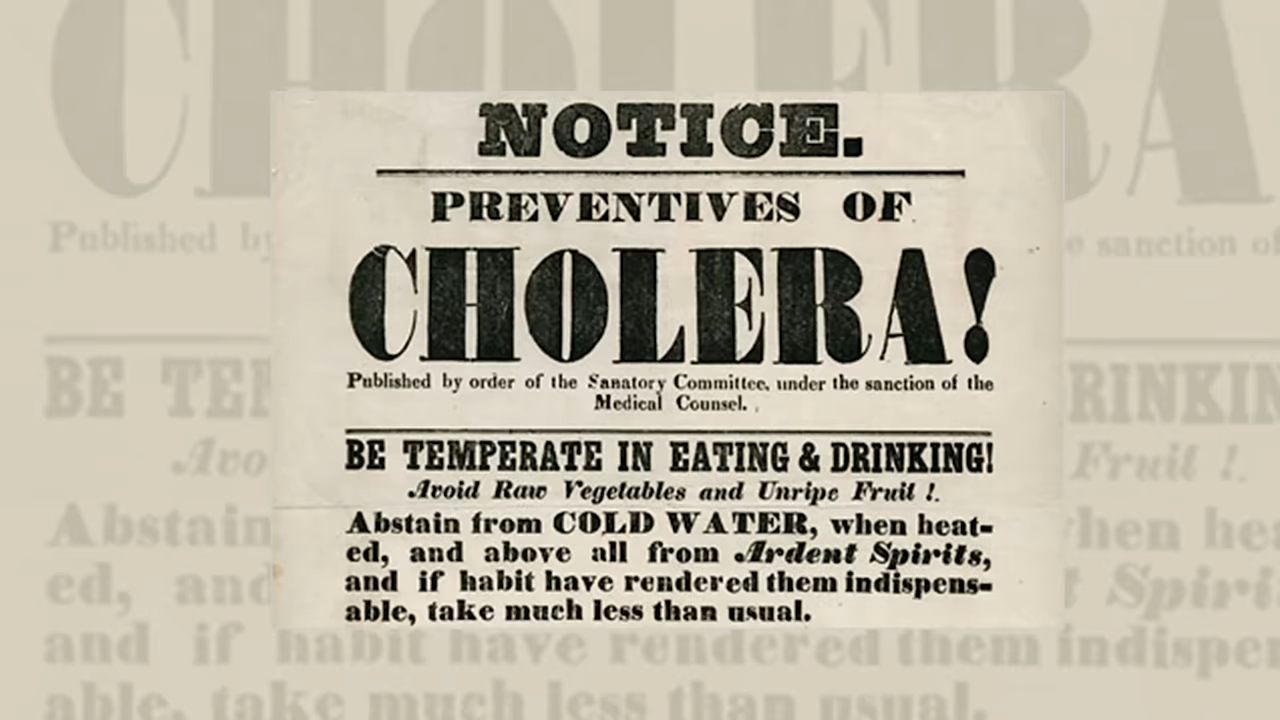 NOTICE.
PREVENTIVES OF
CHOLERA!
Published by order of the Sanatory Committee, under the sanction of the
Medical Counsel.
BE TEMPERATE IN EATING & DRINKING!
Avoid Raw Vegetables and Unripe Fruit !.
Abstain from COLD WATER, when heat-
ed, and above all from Ardent Spirits,
and if habit have rendered them indispens-
able, take much less than usual.